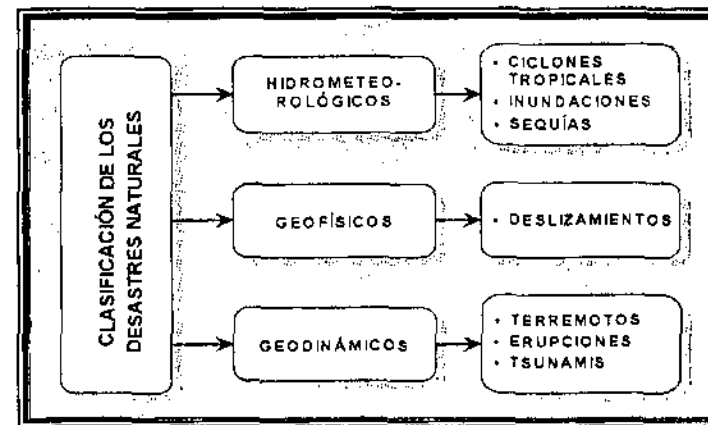 CLASIFICACIÓN DE LOS
DESASTRES NATURALES
HIDROMETEO-
ROLÓGICOS
• CICLONES
TROPICALES
• INUNDACIONES
• SEQUÍAS
GEOFÍSICOS
• DESLIZAMIENTOS
GEODINÁMICOS
• TERREMOTOS
• ERUPCIONES
• TSUNAMIS